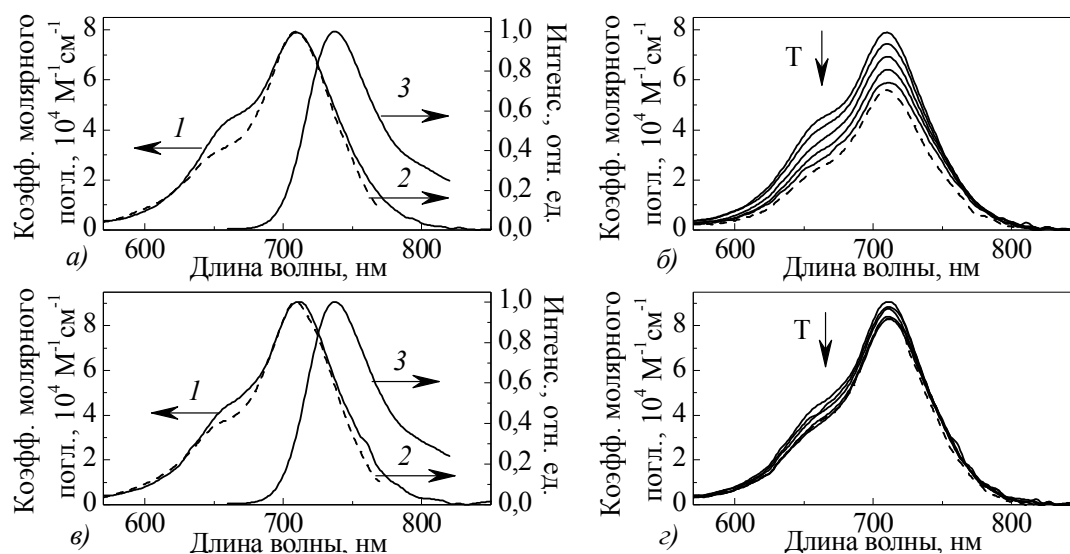 Коэфф. молярного
погл., 10⁴ М⁻¹см⁻¹
8
6
4
2
0
1
2
3
1,0
0,8
0,6
0,4
0,2
0,0
Интенс., отн. ед.
600
700
800
а)
Длина волны, нм
Коэфф. молярного
погл., 10⁴ М⁻¹см⁻¹
8
6
4
2
0
Т
600
700
800
б)
Длина волны, нм
Коэфф. молярного
погл., 10⁴ М⁻¹см⁻¹
8
6
4
2
0
1
2
3
1,0
0,8
0,6
0,4
0,2
0,0
Интенс., отн. ед.
600
700
800
в)
Длина волны, нм
Коэфф. молярного
погл., 10⁴ М⁻¹см⁻¹
8
6
4
2
0
Т
600
700
800
г)
Длина волны, нм